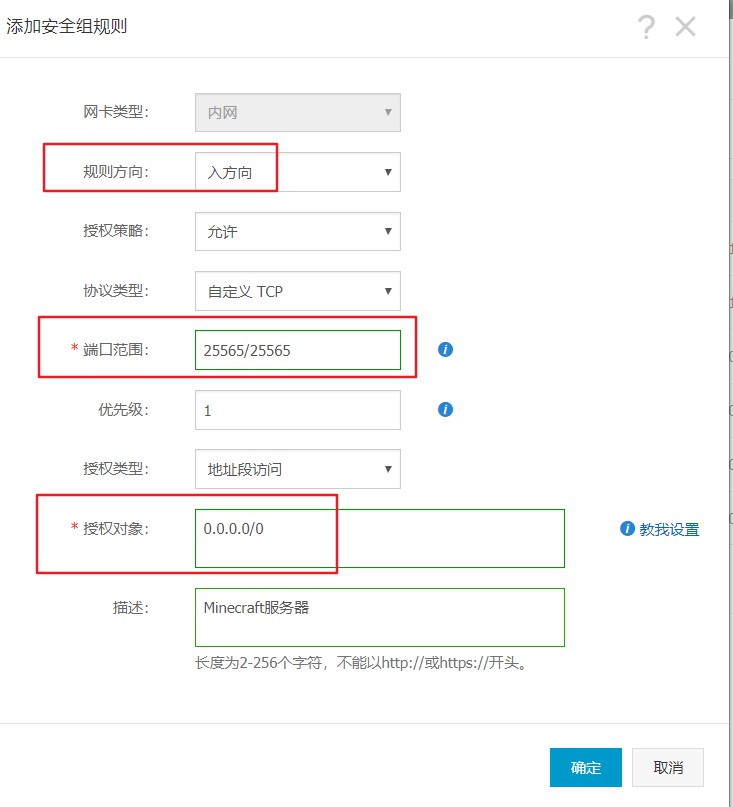 添加安全组规则
网卡类型： 内网
规则方向： 入方向
授权策略： 允许
协议类型： 自定义 TCP
* 端口范围： 25565/25565
优先级： 1
授权类型： 地址段访问
* 授权对象： 0.0.0.0/0 教我设置
描述： Minecraft服务器
长度为2-256个字符，不能以http://或https://开头。
确定 取消